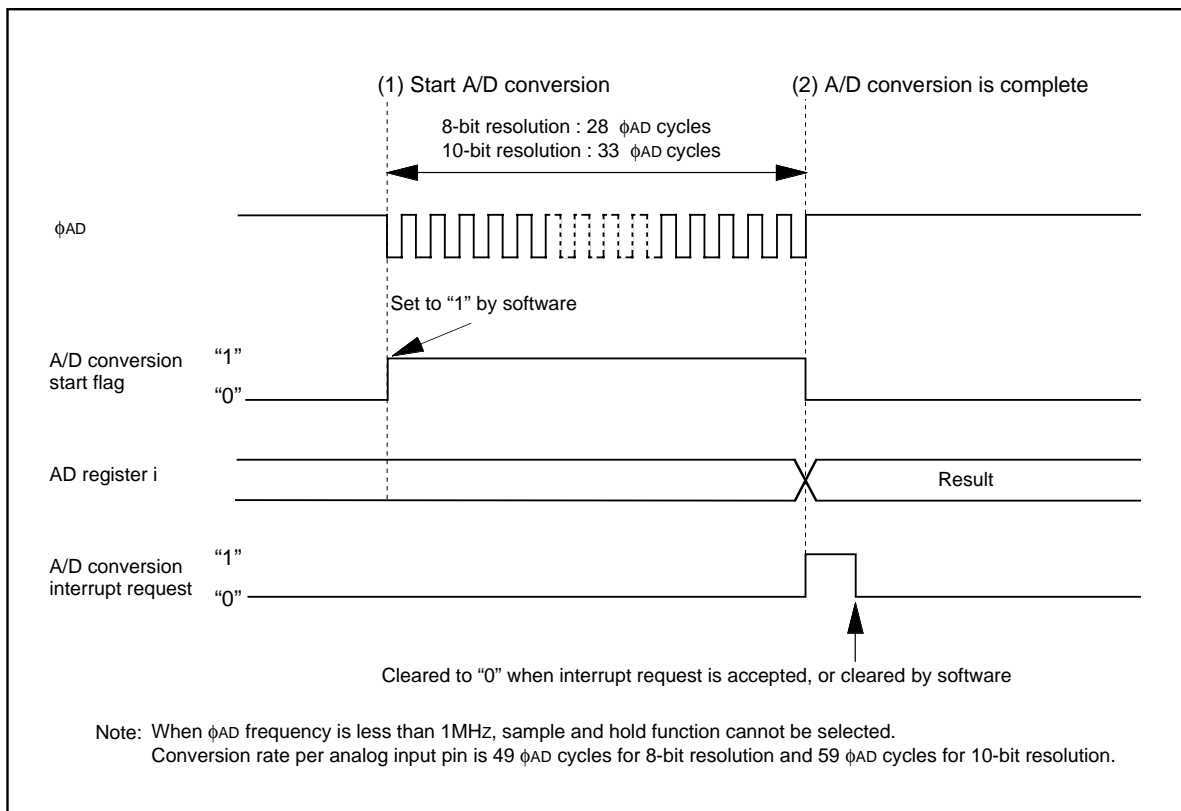 (1) Start A/D conversion
(2) A/D conversion is complete
8-bit resolution : 28 ϕAD cycles
10-bit resolution : 33 ϕAD cycles
ϕAD
Set to “1” by software
A/D conversion
start flag
“1”
“0”
AD register i
Result
A/D conversion
interrupt request
“1”
“0”
Cleared to “0” when interrupt request is accepted, or cleared by software
Note: When ϕAD frequency is less than 1MHZ, sample and hold function cannot be selected.
Conversion rate per analog input pin is 49 ϕAD cycles for 8-bit resolution and 59 ϕAD cycles for 10-bit resolution.